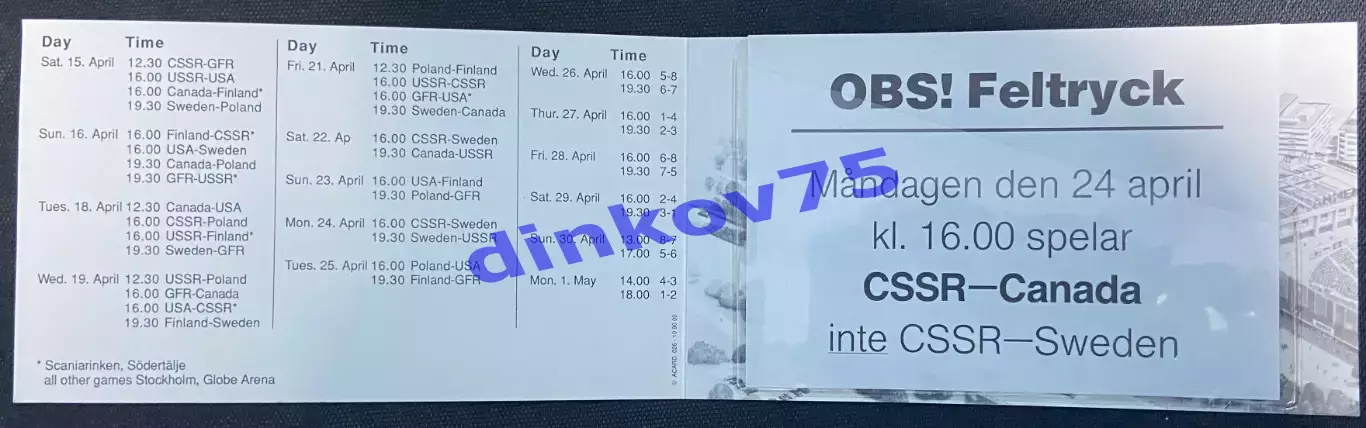 Day Time
Sat. 15. April 12.30 CSSR-GFR
16.00 USSR-USA
16.00 Canada-Finland*
19.30 Sweden-Poland
Sun. 16. April 16.00 Finland-CSSR*
16.00 USA-Sweden
19.30 Canada-Poland
19.30 GFR-USSR*
Tues. 18. April 12.30 Canada-USA
16.00 CSSR-Poland
16.00 USSR-Finland*
19.30 Sweden-GFR
Wed. 19. April 12.30 USSR-Poland
16.00 GFR-Canada
16.00 USA-CSSR*
19.30 Finland-Sweden
* Scaniarinken, Södertälje
all other games Stockholm, Globe Arena
Day Time
Fri. 21. April 12.30 Poland-Finland
16.00 USSR-CSSR
16.00 GFR-USA*
19.30 Sweden-Canada
Sat. 22. Ap 16.00 CSSR-Sweden
19.30 Canada-USSR
Sun. 23. April 16.00 USA-Finland
19.30 Poland-GFR
Mon. 24. April 16.00 CSSR-Sweden
19.30 Sweden-USSR
Tues. 25. April 16.00 Poland-USA
19.30 Finland-GFR
Day Time
Wed. 26. April 16.00 5-8
19.30 6-7
Thur. 27. April 16.00 1-4
19.30 2-3
Fri. 28. April 16.00 6-8
19.30 7-5
Sat. 29. April 16.00 2-4
19.30 3-1
Sun. 30. April 13.00 8-7
17.00 5-6
Mon. 1. May 14.00 4-3
18.00 1-2
OBS! Feltryck
Måndagen den 24 april
kl. 16.00 spelar
CSSR–Canada
inte CSSR–Sweden
dinkov75